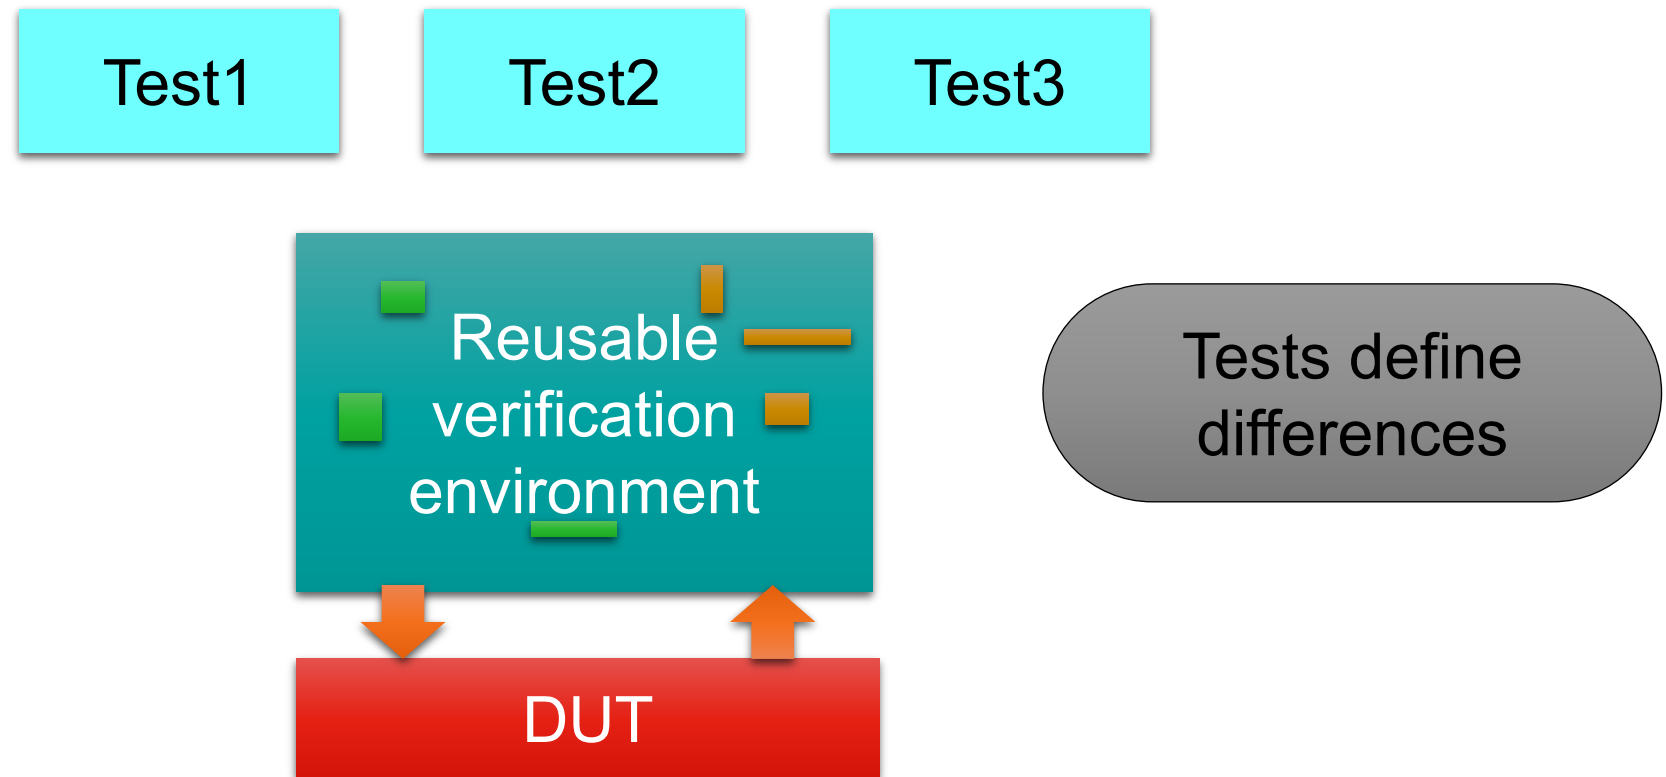 Test1
Test2
Test3
Reusable
verification
environment
Tests define
differences
DUT